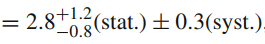 = 2.8^{+1.2}_{−0.8}(stat.) ± 0.3(syst.).